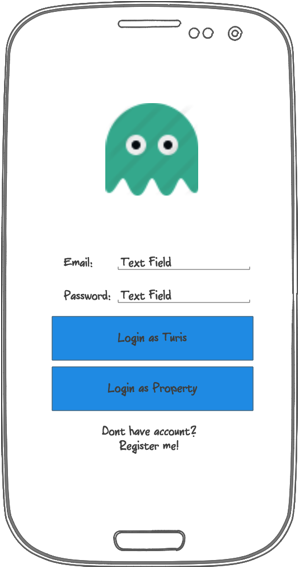 Email: Text Field
Password: Text Field
Login as Turis
Login as Property
Dont have account?
Register me!